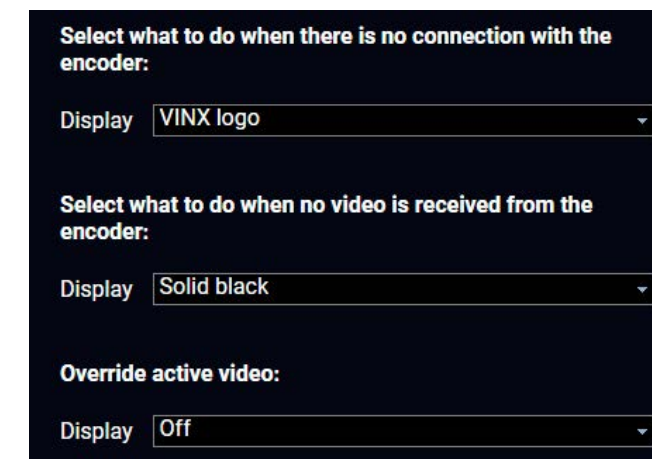 Select what to do when there is no connection with the
encoder:
Display VINX logo
Select what to do when no video is received from the
encoder:
Display Solid black
Override active video:
Display Off